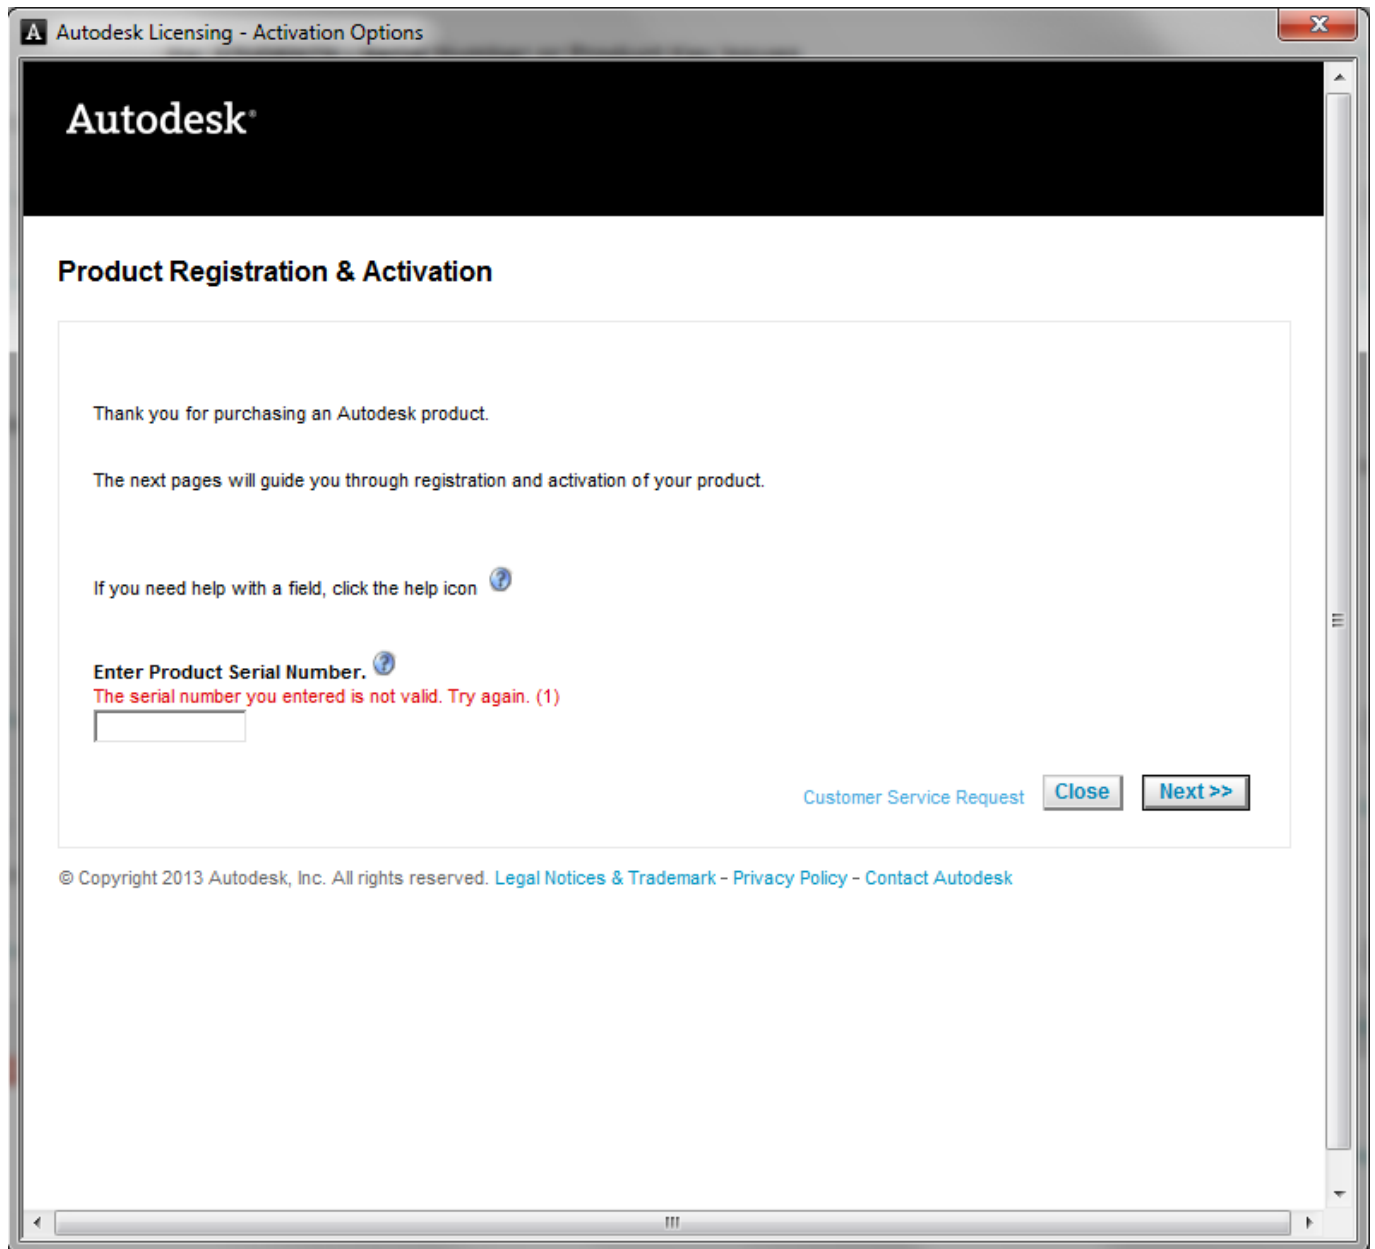 Autodesk Licensing - Activation Options
Autodesk®
Product Registration & Activation
Thank you for purchasing an Autodesk product.
The next pages will guide you through registration and activation of your product.
If you need help with a field, click the help icon ?
Enter Product Serial Number. ?
The serial number you entered is not valid. Try again. (1)
Customer Service Request Close Next >>
© Copyright 2013 Autodesk, Inc. All rights reserved. Legal Notices & Trademark - Privacy Policy - Contact Autodesk